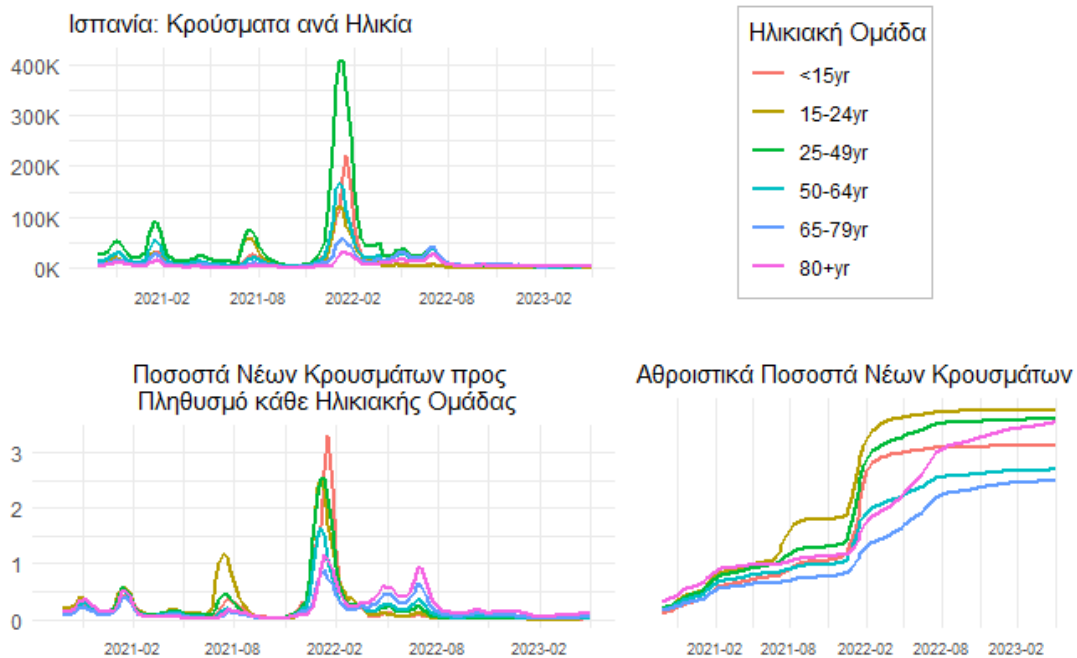 Ισπανία: Κρούσματα ανά Ηλικία
400K
300K
200K
100K
0K
2021-02 2021-08 2022-02 2022-08 2023-02
Ηλικιακή Ομάδα
<15yr
15-24yr
25-49yr
50-64yr
65-79yr
80+yr
Ποσοστά Νέων Κρουσμάτων προς
Πληθυσμό κάθε Ηλικιακής Ομάδας
3
2
1
0
2021-02 2021-08 2022-02 2022-08 2023-02
Αθροιστικά Ποσοστά Νέων Κρουσμάτων
2021-02 2021-08 2022-02 2022-08 2023-02